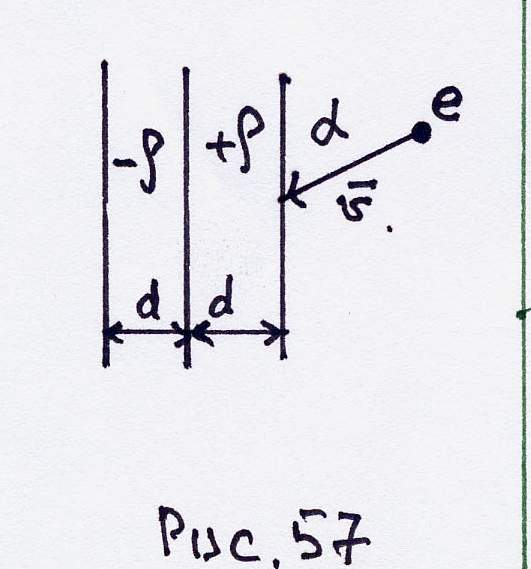 -ρ +ρ α e
v̄.
d d
Рис. 57